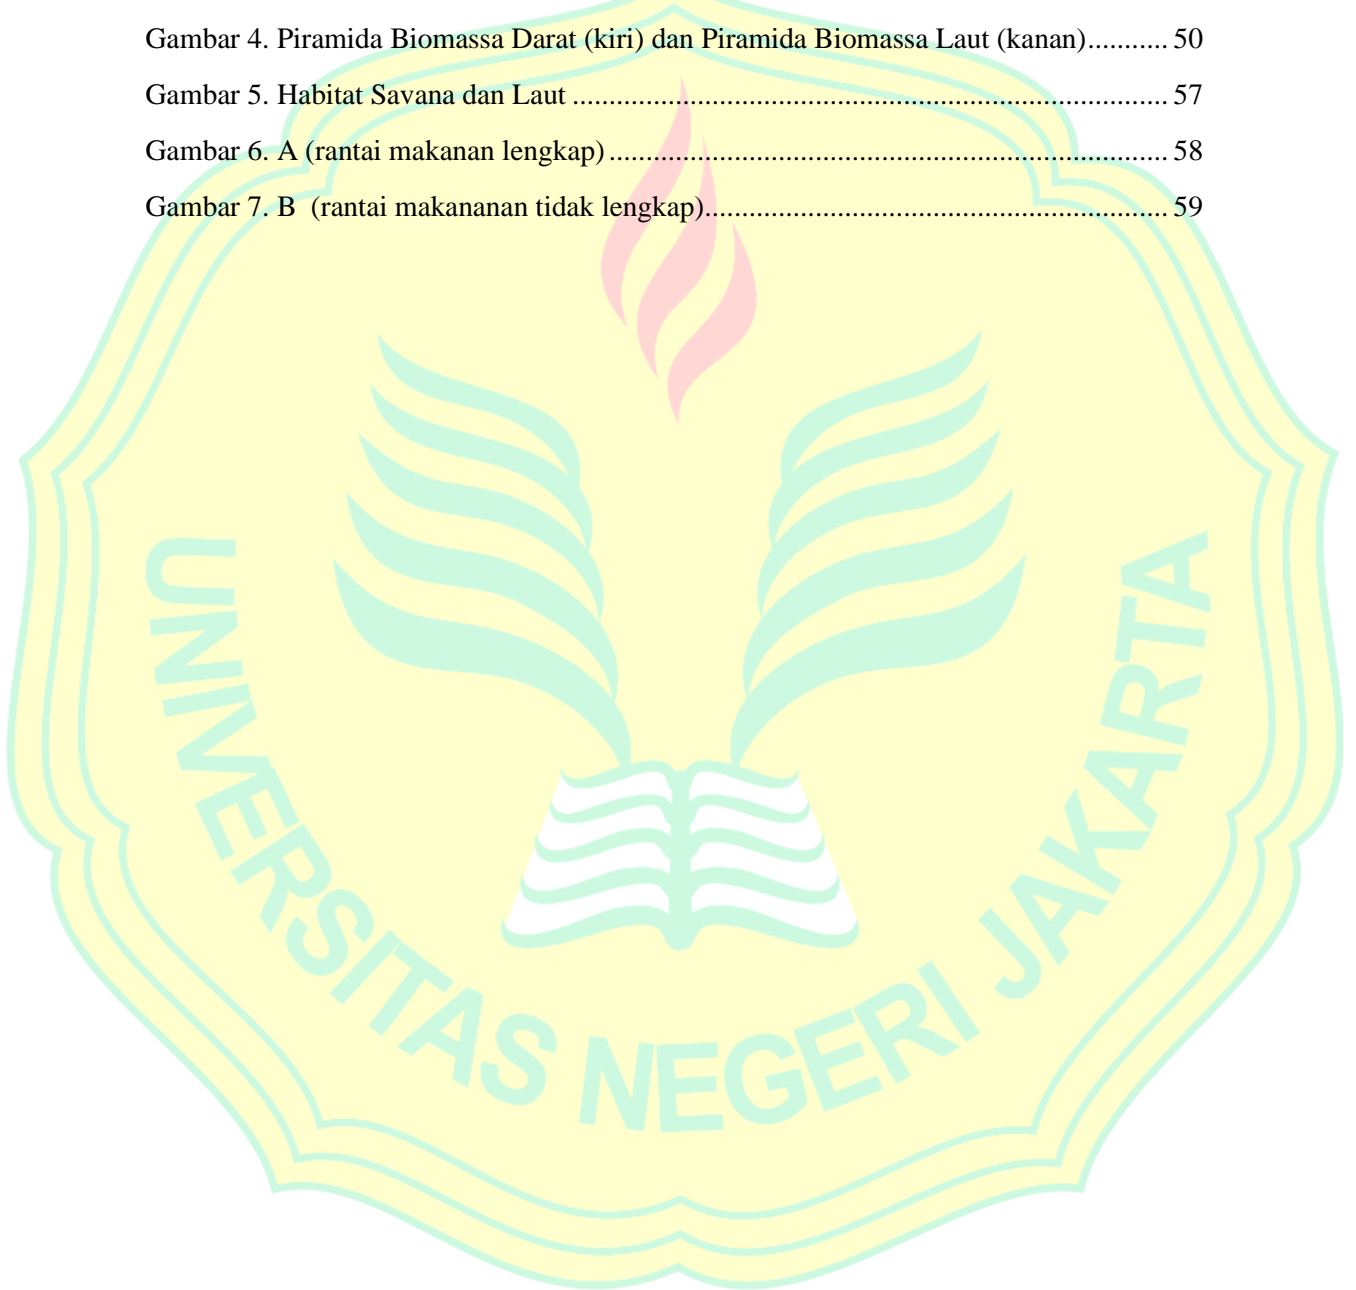 Gambar 4. Piramida Biomassa Darat (kiri) dan Piramida Biomassa Laut (kanan)........... 50
Gambar 5. Habitat Savana dan Laut .................................................................................. 57
Gambar 6. A (rantai makanan lengkap) ............................................................................. 58
Gambar 7. B (rantai makananan tidak lengkap)................................................................ 59
UNIVERSITAS NEGERI JAKARTA